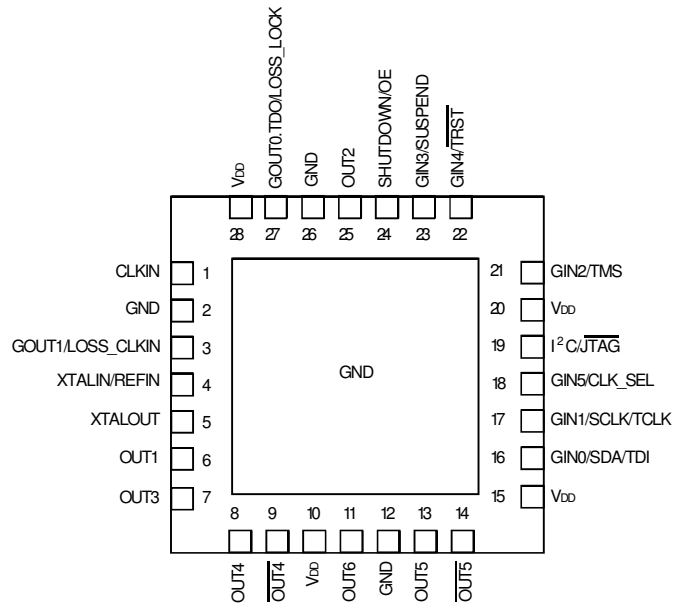 VDD
GOUT0.TDO/LOSS_LOCK
GND
OUT2
SHUTDOWN/OE
GIN3/SUSPEND
GIN4/TRST
28 27 26 25 24 23 22
CLKIN 1
GND 2
GOUT1/LOSS_CLKIN 3
XTALIN/REFIN 4
XTALOUT 5
OUT1 6
OUT3 7
GND
21 GIN2/TMS
20 VDD
19 I²C/JTAG
18 GIN5/CLK_SEL
17 GIN1/SCLK/TCLK
16 GIN0/SDA/TDI
15 VDD
8 9 10 11 12 13 14
OUT4
OUT4
VDD
OUT6
GND
OUT5
OUT5